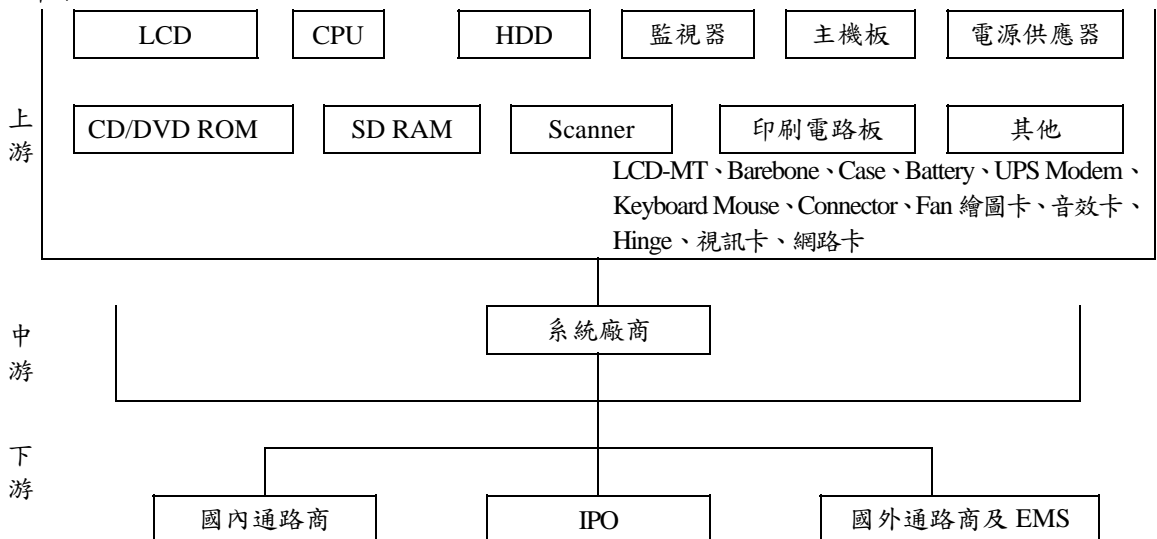 LCD CPU HDD 監視器 主機板 電源供應器
上
游
CD/DVD ROM SD RAM Scanner 印刷電路板 其他
LCD-MT、Barebone、Case、Battery、UPS Modem、
Keyboard Mouse、Connector、Fan 繪圖卡、音效卡、
Hinge、視訊卡、網路卡
中
游
系統廠商
下
游
國內通路商 IPO 國外通路商及 EMS